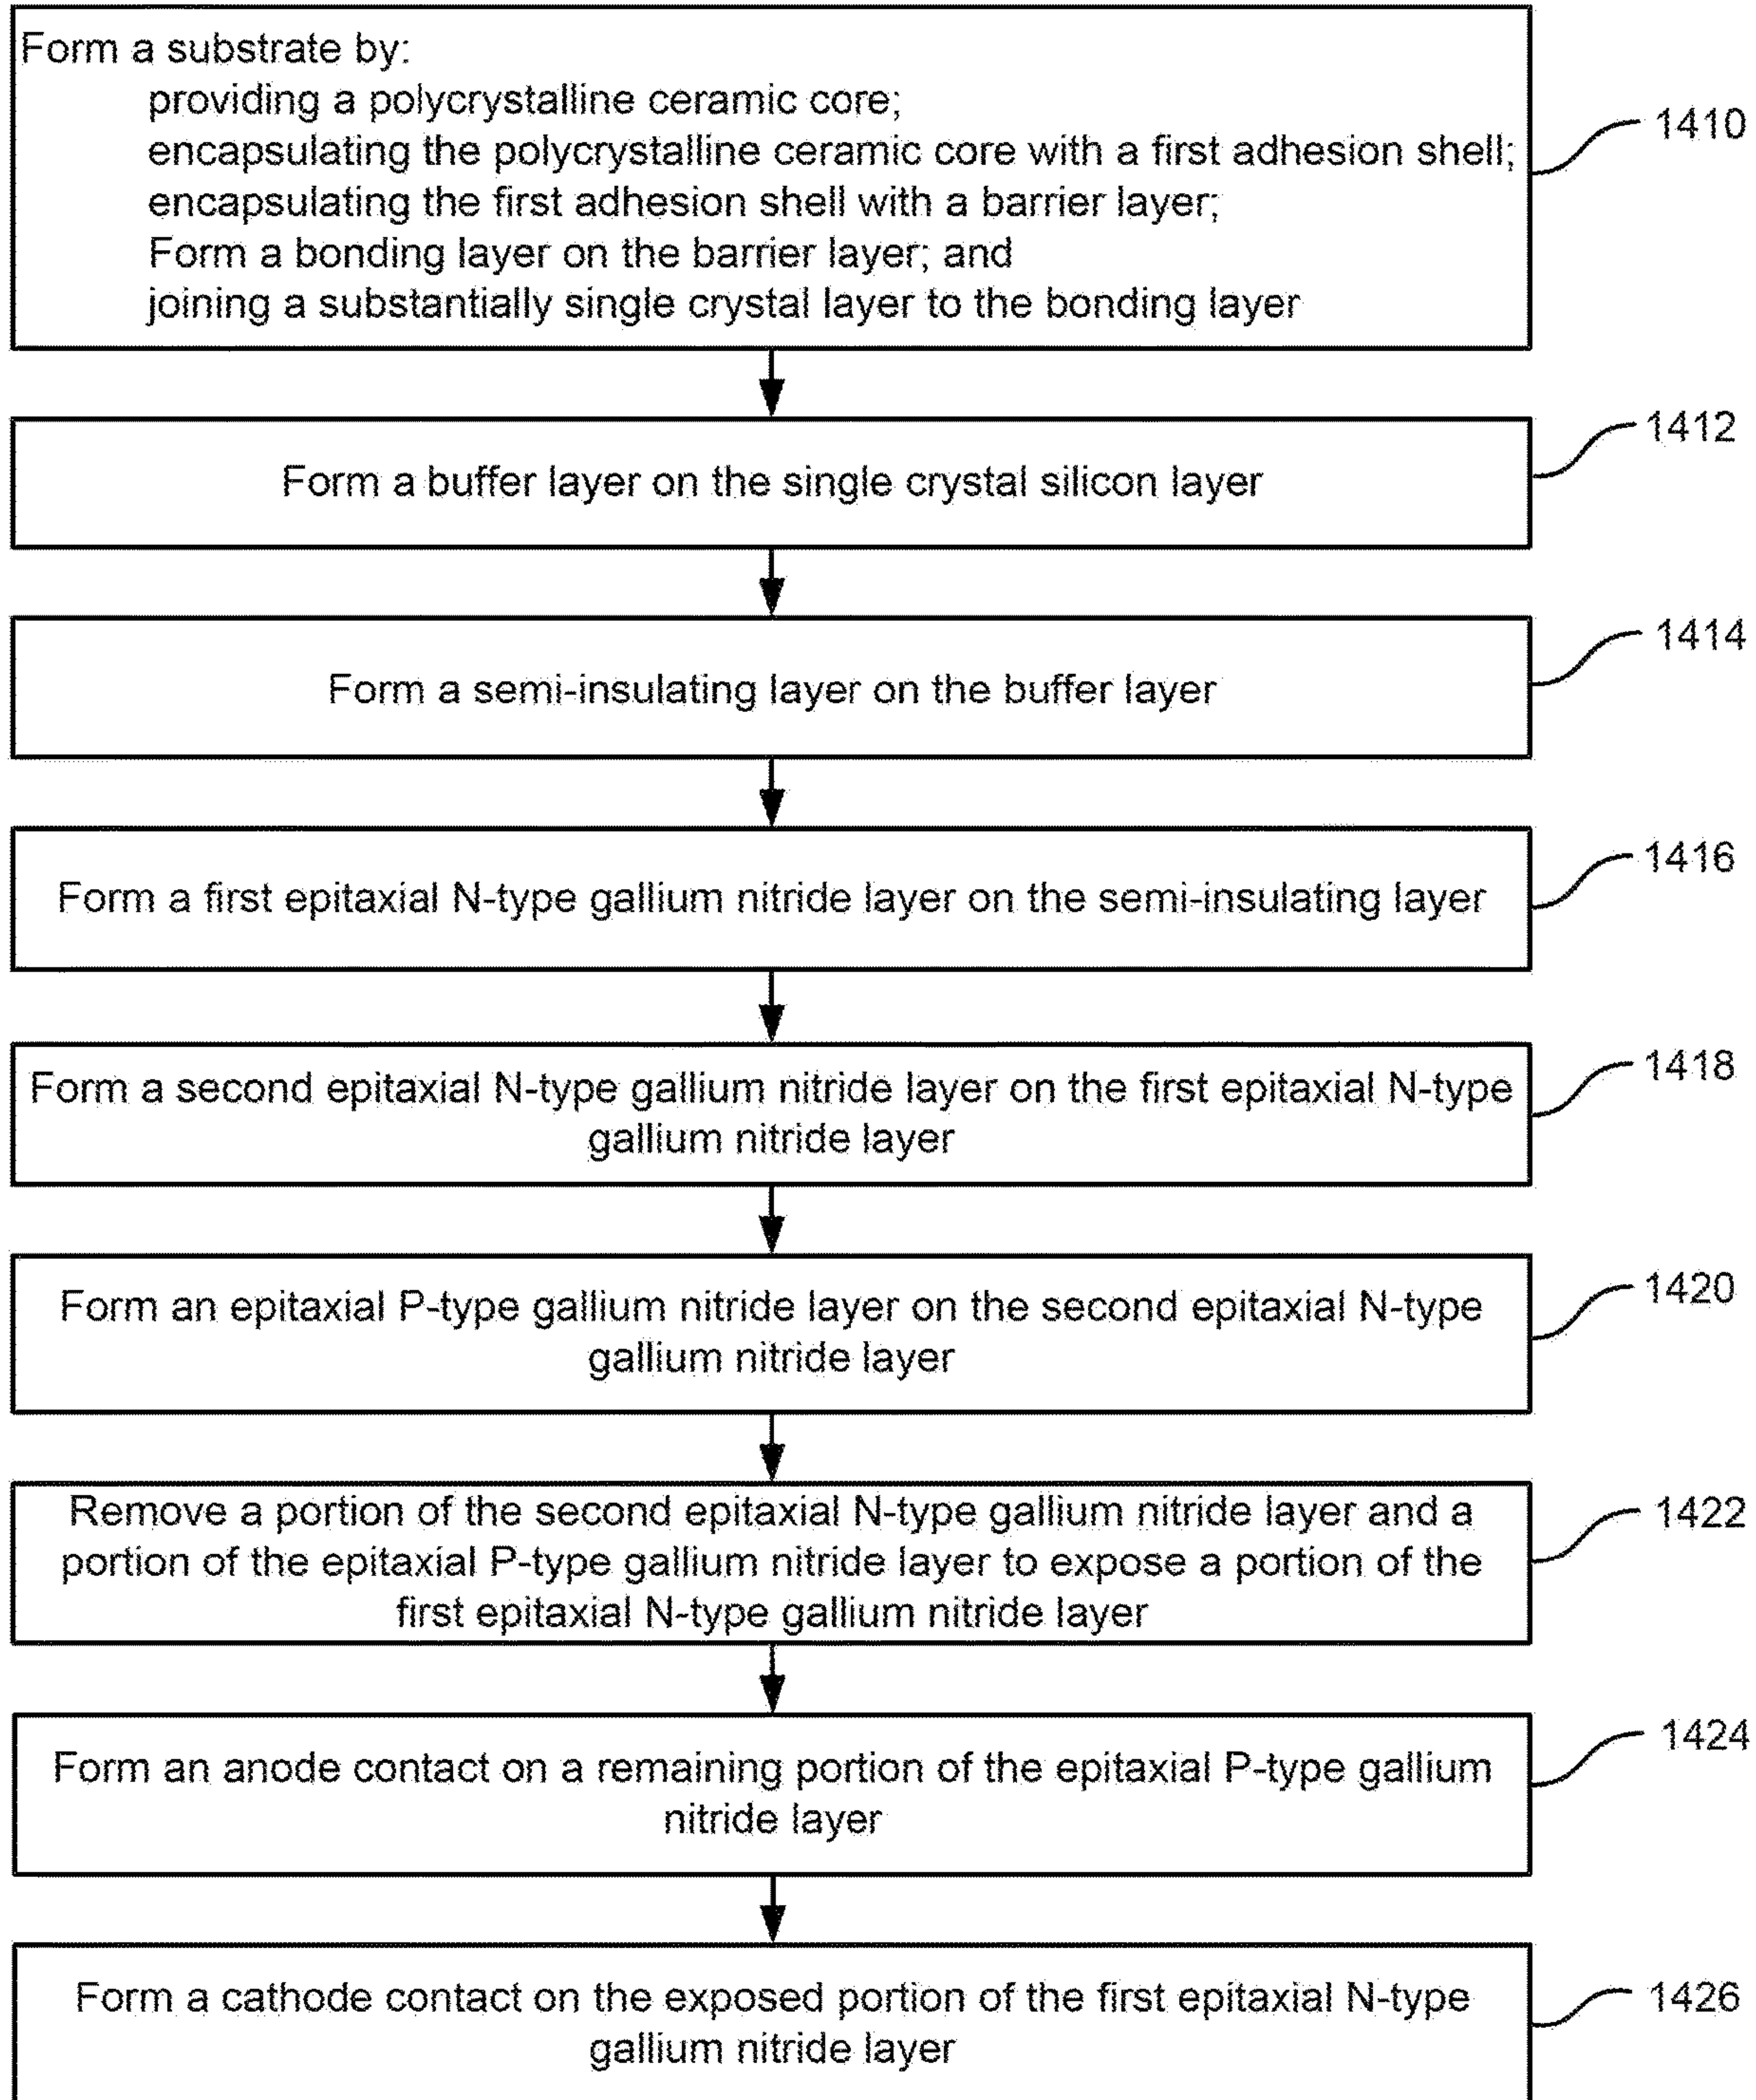 Form a substrate by:
providing a polycrystalline ceramic core;
encapsulating the polycrystalline ceramic core with a first adhesion shell;
encapsulating the first adhesion shell with a barrier layer;
Form a bonding layer on the barrier layer; and
joining a substantially single crystal layer to the bonding layer
1410
Form a buffer layer on the single crystal silicon layer
1412
Form a semi-insulating layer on the buffer layer
1414
Form a first epitaxial N-type gallium nitride layer on the semi-insulating layer
1416
Form a second epitaxial N-type gallium nitride layer on the first epitaxial N-type
gallium nitride layer
1418
Form an epitaxial P-type gallium nitride layer on the second epitaxial N-type
gallium nitride layer
1420
Remove a portion of the second epitaxial N-type gallium nitride layer and a
portion of the epitaxial P-type gallium nitride layer to expose a portion of the
first epitaxial N-type gallium nitride layer
1422
Form an anode contact on a remaining portion of the epitaxial P-type gallium
nitride layer
1424
Form a cathode contact on the exposed portion of the first epitaxial N-type
gallium nitride layer
1426